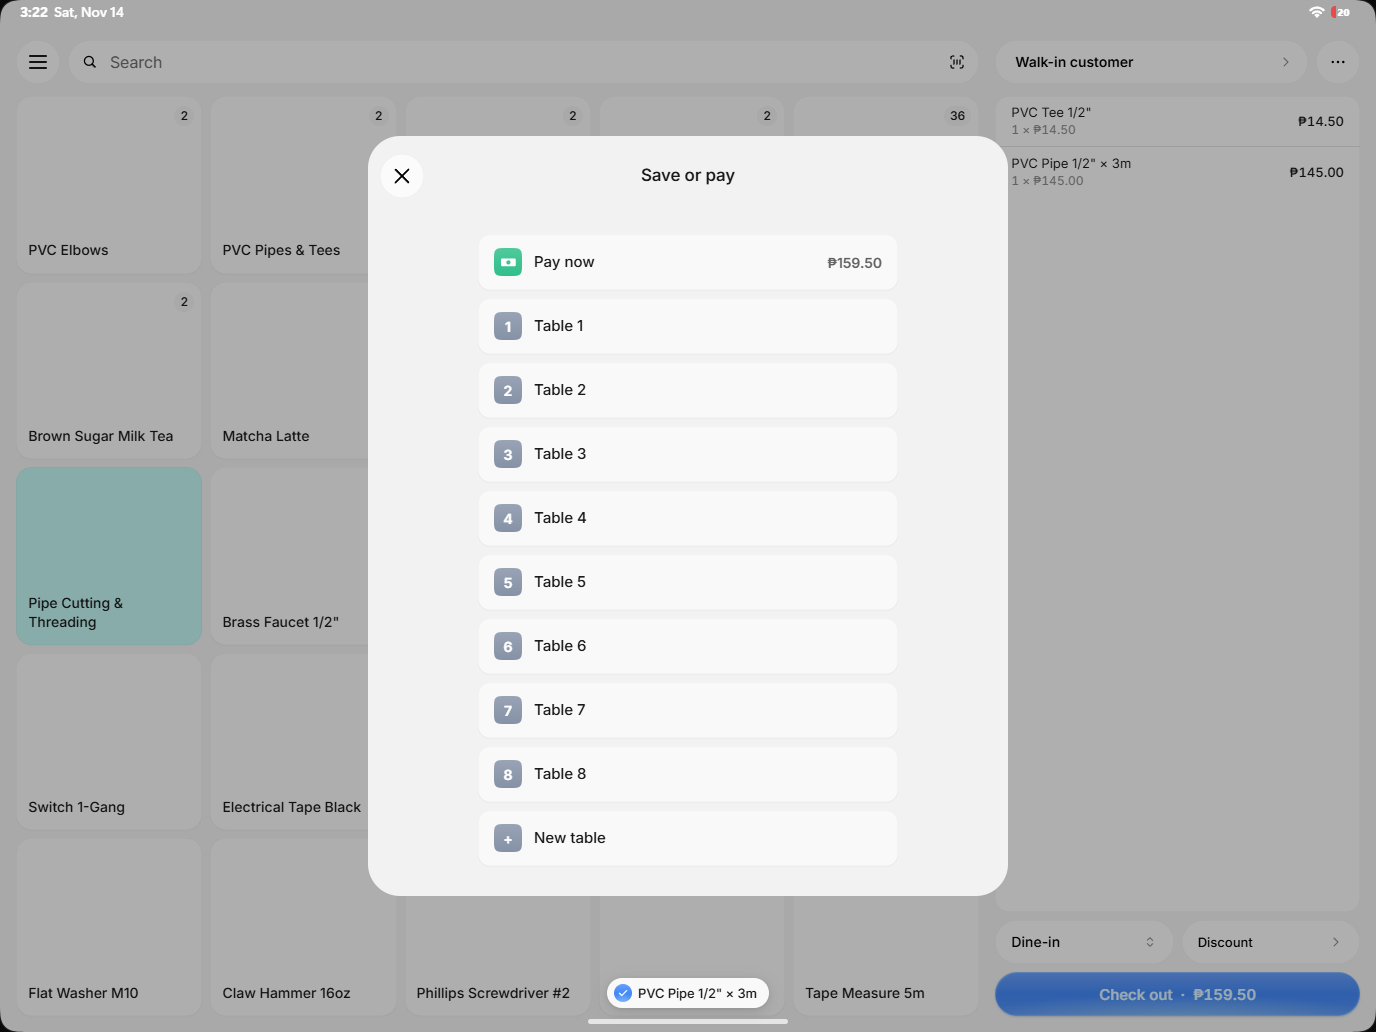 3:22 Sat, Nov 14
20
Search
Walk-in customer
2
2
2
2
36
PVC Tee 1/2"
1 × ₱14.50
₱14.50
PVC Pipe 1/2" × 3m
1 × ₱145.00
₱145.00
Save or pay
Pay now
₱159.50
1
Table 1
2
Table 2
3
Table 3
4
Table 4
5
Table 5
6
Table 6
7
Table 7
8
Table 8
+
New table
PVC Elbows
PVC Pipes & Tees
2
Brown Sugar Milk Tea
Matcha Latte
Pipe Cutting &
Threading
Brass Faucet 1/2"
Switch 1-Gang
Electrical Tape Black
Flat Washer M10
Claw Hammer 16oz
Phillips Screwdriver #2
PVC Pipe 1/2" × 3m
Tape Measure 5m
Dine-in
Discount
Check out · ₱159.50